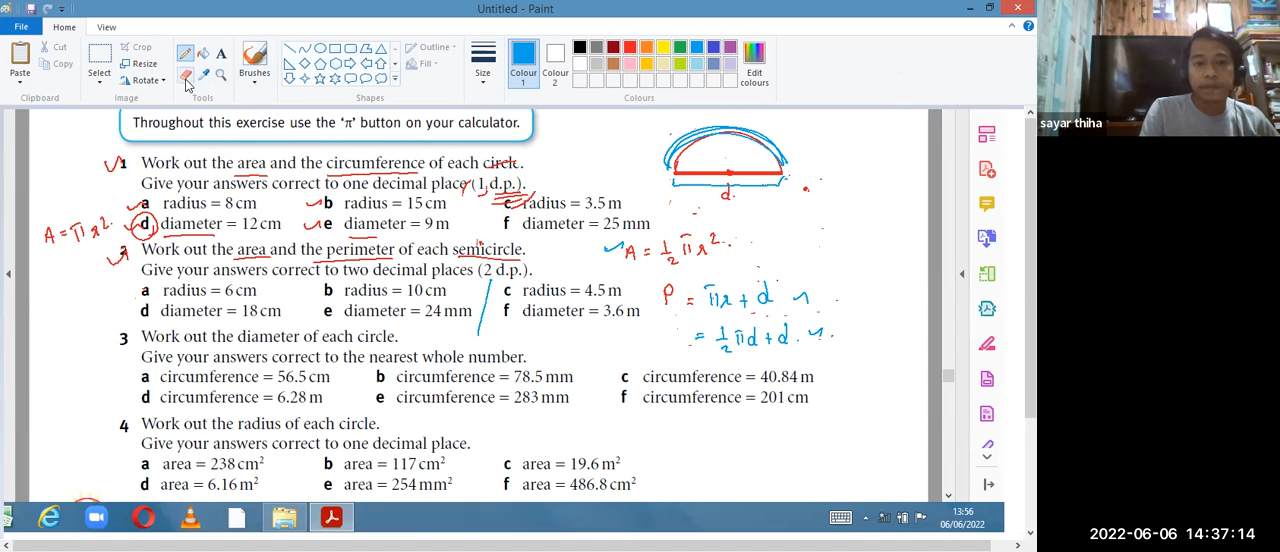 Untitled - Paint
File Home View
Paste
Cut
Copy
Clipboard
Select
Crop
Resize
Rotate
Image
Tools
Brushes
Shapes
Outline
Fill
Size
Colour 1
Colour 2
Edit colours
Colours
sayar thiha
Throughout this exercise use the 'π' button on your calculator.
1 Work out the area and the circumference of each circle.
Give your answers correct to one decimal place (1 d.p.).
a radius = 8 cm b radius = 15 cm c radius = 3.5 m
d diameter = 12 cm e diameter = 9 m f diameter = 25 mm
A = πr².
2 Work out the area and the perimeter of each semicircle.
Give your answers correct to two decimal places (2 d.p.).
a radius = 6 cm b radius = 10 cm c radius = 4.5 m
d diameter = 18 cm e diameter = 24 mm f diameter = 3.6 m
d.
A = ½ πr².
P = πr + d
= ½ πd + d.
3 Work out the diameter of each circle.
Give your answers correct to the nearest whole number.
a circumference = 56.5 cm b circumference = 78.5 mm c circumference = 40.84 m
d circumference = 6.28 m e circumference = 283 mm f circumference = 201 cm
4 Work out the radius of each circle.
Give your answers correct to one decimal place.
a area = 238 cm² b area = 117 cm² c area = 19.6 m²
d area = 6.16 m² e area = 254 mm² f area = 486.8 cm²
13:56
06/06/2022
2022-06-06 14:37:14